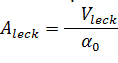 A_leck = V_leck / α_0